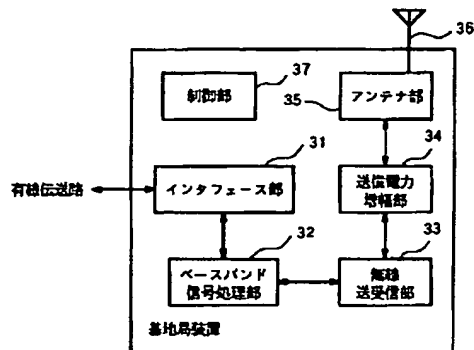 36
37
制御部
35
アンテナ部
31
34
有線伝送路
インタフェース部
送信電力
増幅部
32
33
ベースバンド
信号処理部
無線
送受信部
基地局装置